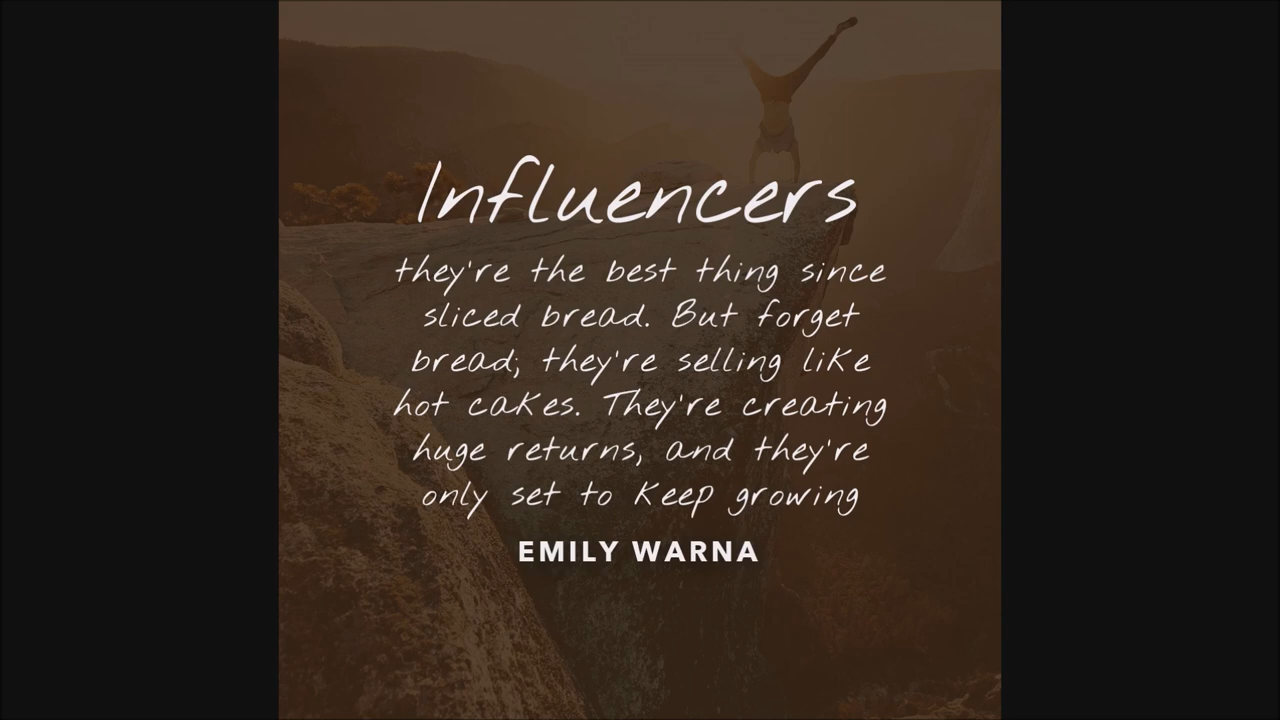 Influencers
they're the best thing since
sliced bread. But forget
bread; they're selling like
hot cakes. They're creating
huge returns, and they're
only set to keep growing
EMILY WARNA